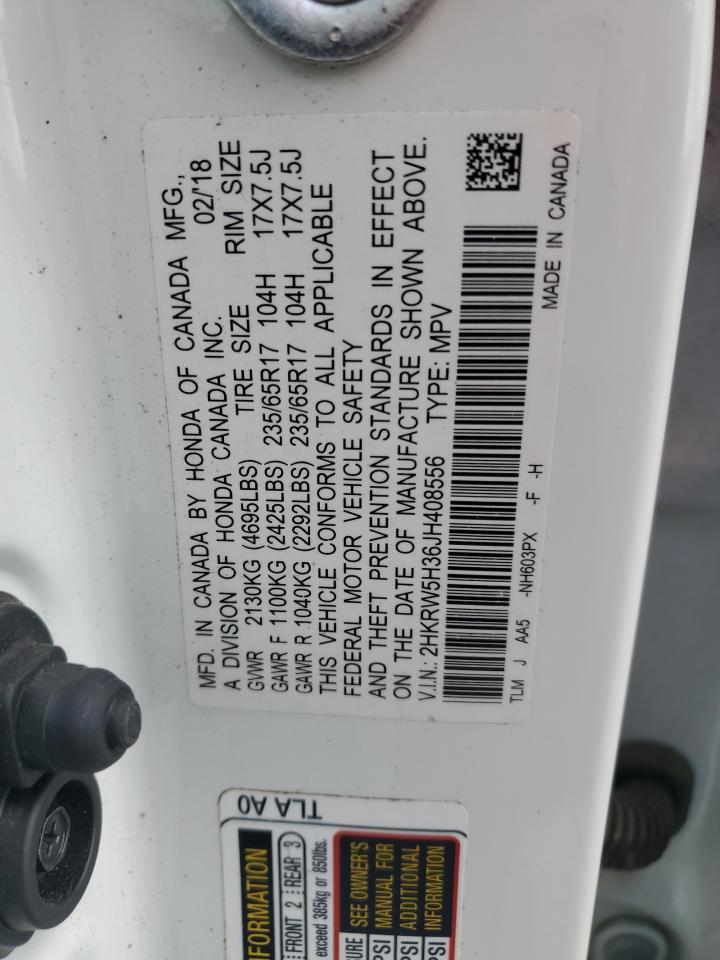 MFD. IN CANADA BY HONDA OF CANADA MFG.,
A DIVISION OF HONDA CANADA INC. 02/'18
GVWR 2130KG (4695LBS) TIRE SIZE RIM SIZE
GAWR F 1100KG (2425LBS) 235/65R17 104H 17X7.5J
GAWR R 1040KG (2292LBS) 235/65R17 104H 17X7.5J
THIS VEHICLE CONFORMS TO ALL APPLICABLE
FEDERAL MOTOR VEHICLE SAFETY
AND THEFT PREVENTION STANDARDS IN EFFECT
ON THE DATE OF MANUFACTURE SHOWN ABOVE.
V.I.N.: 2HKRW5H36JH408556 TYPE: MPV
TLM J AA5 -NH603PX -F -H
MADE IN CANADA
TLA A0
INFORMATION
FRONT 2 REAR 3
exceed 385kg or 850lbs.
SEE OWNER'S
MANUAL FOR
ADDITIONAL
INFORMATION
PSI
PSI